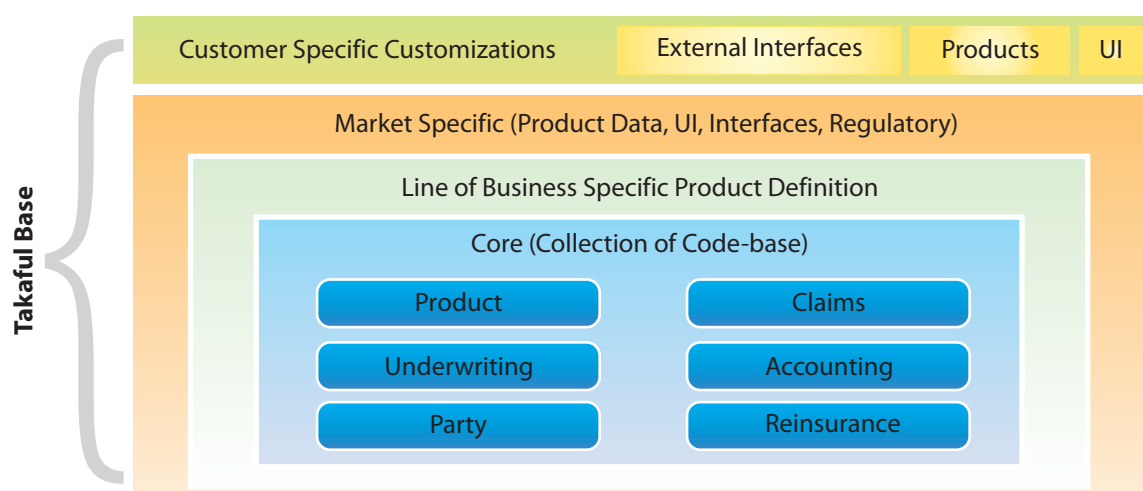 Customer Specific Customizations
External Interfaces
Products
UI
Takaful Base
Market Specific (Product Data, UI, Interfaces, Regulatory)
Line of Business Specific Product Definition
Core (Collection of Code-base)
Product
Claims
Underwriting
Accounting
Party
Reinsurance